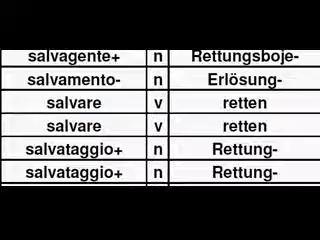 salvagente+ n Rettungsboje-
salvamento- n Erlösung-
salvare v retten
salvare v retten
salvataggio+ n Rettung-
salvataggio+ n Rettung-